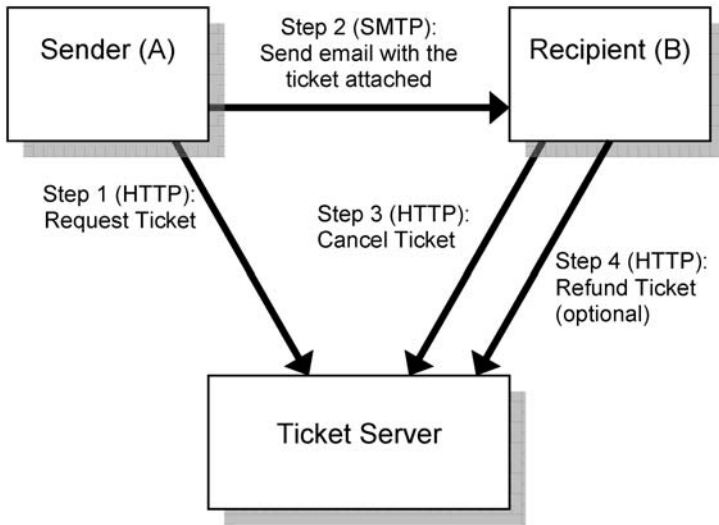 Sender (A)
Step 2 (SMTP):
Send email with the
ticket attached
Recipient (B)
Step 1 (HTTP):
Request Ticket
Step 3 (HTTP):
Cancel Ticket
Step 4 (HTTP):
Refund Ticket
(optional)
Ticket Server